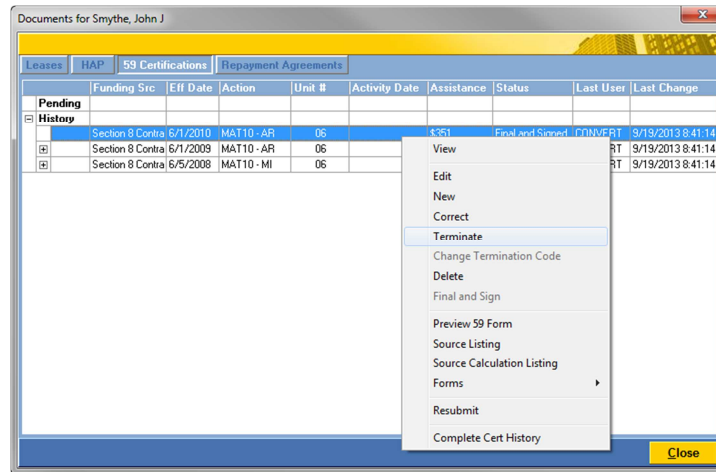 Documents for Smythe, John J
Leases HAP 59 Certifications Repayment Agreements
Funding Src Eff Date Action Unit # Activity Date Assistance Status Last User Last Change
Pending
History
Section 8 Contra 6/1/2010 MAT10 - AR 06 $351 Final and Signed CONVERT 9/19/2013 8:41:14
Section 8 Contra 6/1/2009 MAT10 - AR 06 RT 9/19/2013 8:41:14
Section 8 Contra 6/5/2008 MAT10 - MI 06 RT 9/19/2013 8:41:14
View
Edit
New
Correct
Terminate
Change Termination Code
Delete
Final and Sign
Preview 59 Form
Source Listing
Source Calculation Listing
Forms
Resubmit
Complete Cert History
Close